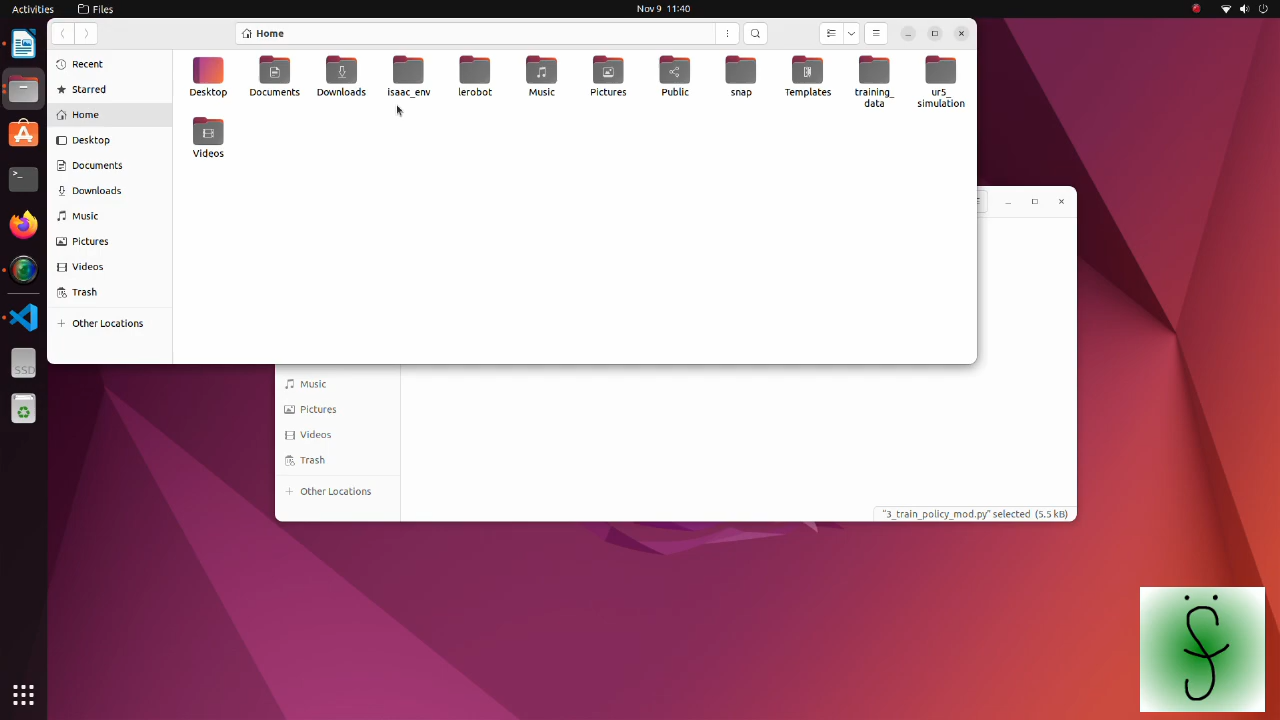 Activities
Files
Nov 9 11:40
Home
Recent
Starred
Home
Desktop
Documents
Downloads
Music
Pictures
Videos
Trash
Other Locations
Desktop
Documents
Downloads
isaac_env
lerobot
Music
Pictures
Public
snap
Templates
training_
data
ur5_
simulation
Videos
Music
Pictures
Videos
Trash
Other Locations
"3_train_policy_mod.py" selected (5.5 kB)
SSD